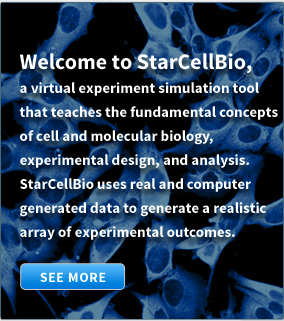 Welcome to StarCellBio,
a virtual experiment simulation tool
that teaches the fundamental concepts
of cell and molecular biology,
experimental design, and analysis.
StarCellBio uses real and computer
generated data to generate a realistic
array of experimental outcomes.
SEE MORE